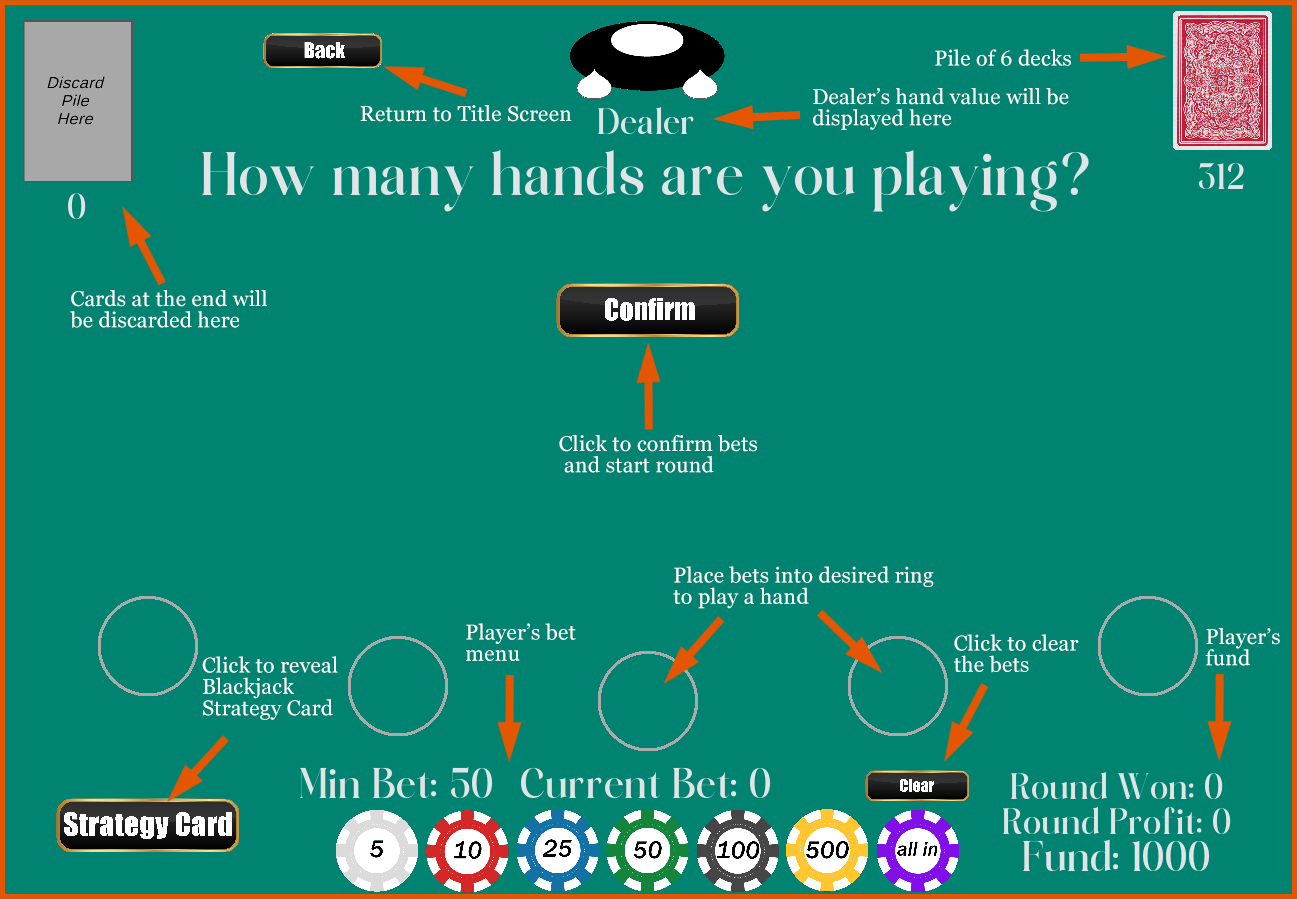 Discard
Pile
Here
0
Back
Return to Title Screen
Dealer
Pile of 6 decks
Dealer's hand value will be
displayed here
312
How many hands are you playing?
Cards at the end will
be discarded here
Confirm
Click to confirm bets
and start round
Place bets into desired ring
to play a hand
Click to reveal
Blackjack
Strategy Card
Player's bet
menu
Click to clear
the bets
Player's
fund
Strategy Card
Min Bet: 50
Current Bet: 0
Clear
Round Won: 0
Round Profit: 0
Fund: 1000
5
10
25
50
100
500
all in